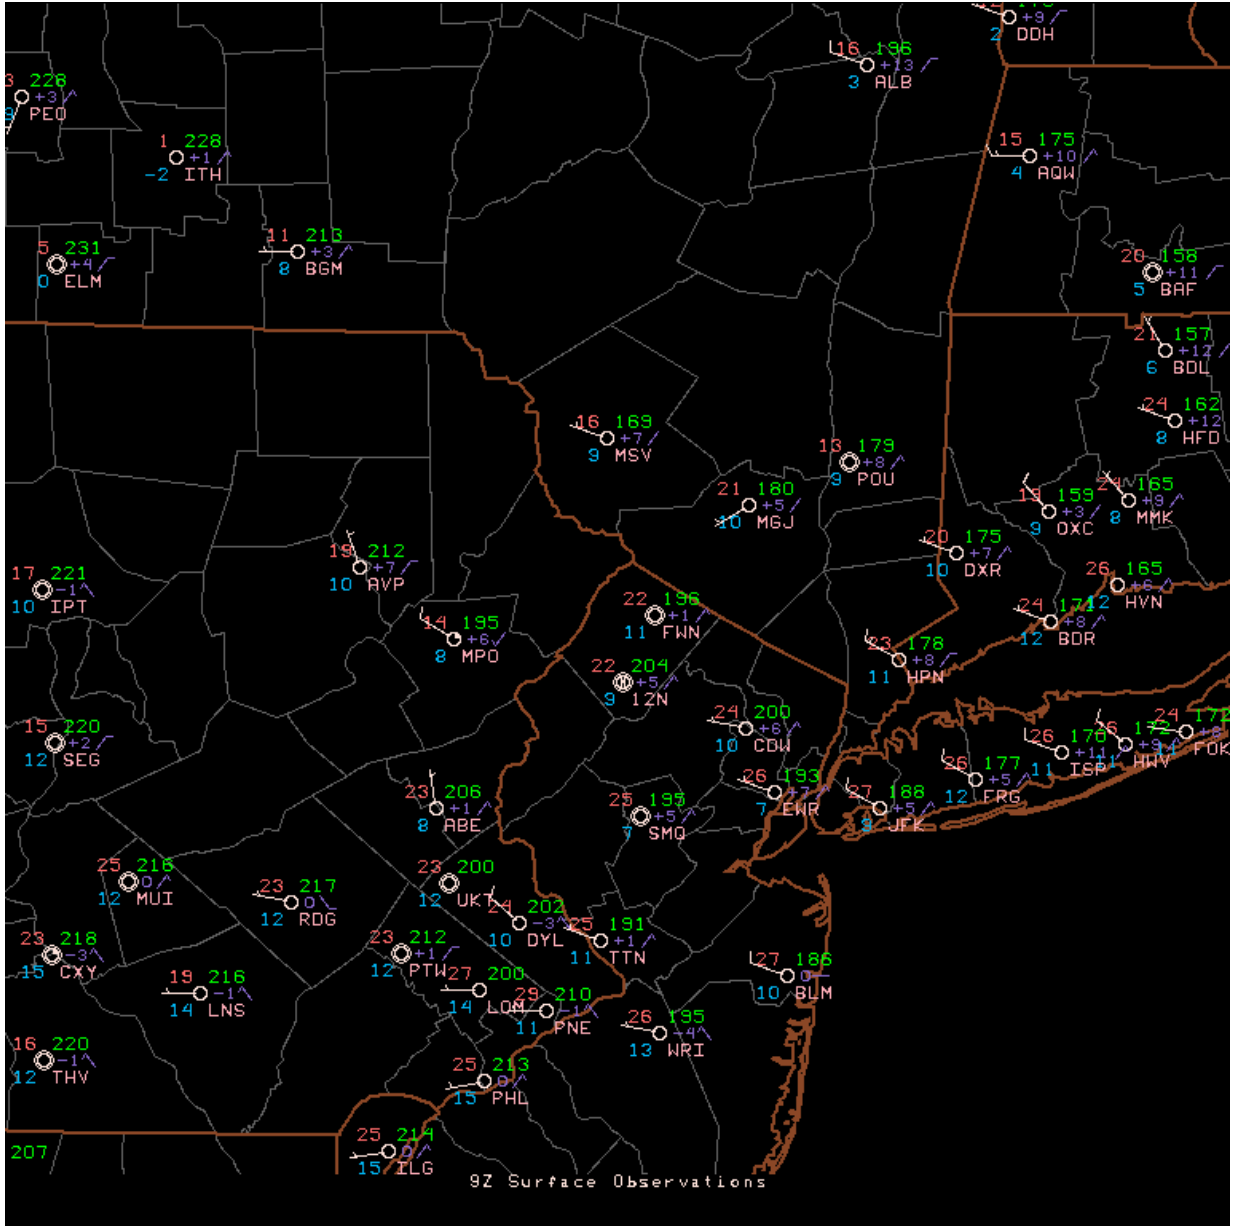 2 +9 DDH
16 196
3 +13 ALB
3 228
+3 PEO
15 175
4 +10 AQW
1 228
-2 +1 ITH
11 213
8 +3 BGM
5 231
0 +4 ELM
20 158
5 +11 BAF
21 157
6 +12 BDL
24 162
8 +12 HFD
16 169
9 +7 MSV
13 179
9 +8 POU
21 180
10 +5 MGJ
19 159
9 +3 OXC
24 165
8 +9 MMK
20 175
10 +7 DXR
19 212
10 +7 AVP
17 221
10 -1 IPT
26 165
12 +6 HVN
22 196
11 +1 FWN
24 171
12 +8 BDR
14 195
8 +6 MPO
23 178
11 +8 HPN
22 204
9 +5 12N
24 200
10 +6 CDW
15 220
12 +2 SEG
26 170
11 +11 ISP
26 172
11 +9 HWV
24 172
11 +6 FOK
26 177
12 +5 FRG
26 193
7 +7 EWR
27 188
9 +5 JFK
23 206
8 +1 ABE
25 195
7 +5 SMQ
25 216
12 0 MUI
23 217
12 0 RDG
23 200
12 UKT
24 202
10 -3 DYL
25 191
11 +1 TTN
23 218
15 -3 CXY
23 212
12 +1 PTW
27 186
10 0 BLM
19 216
14 -1 LNS
27 200
14 LOM
29 210
11 -1 PNE
26 195
13 -4 WRI
16 220
12 -1 THV
25 213
15 0 PHL
207
25 214
15 0 ILG
9Z Surface Observations